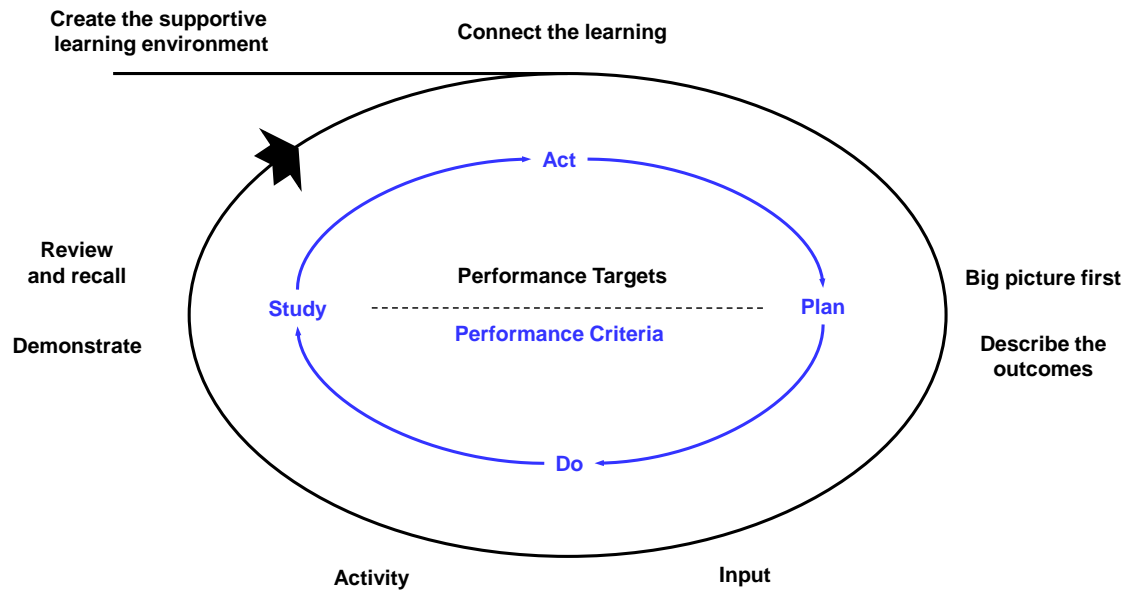 Create the supportive
learning environment
Connect the learning
Act
Review
and recall
Performance Targets
Big picture first
Study
Plan
Performance Criteria
Demonstrate
Describe the
outcomes
Do
Activity
Input